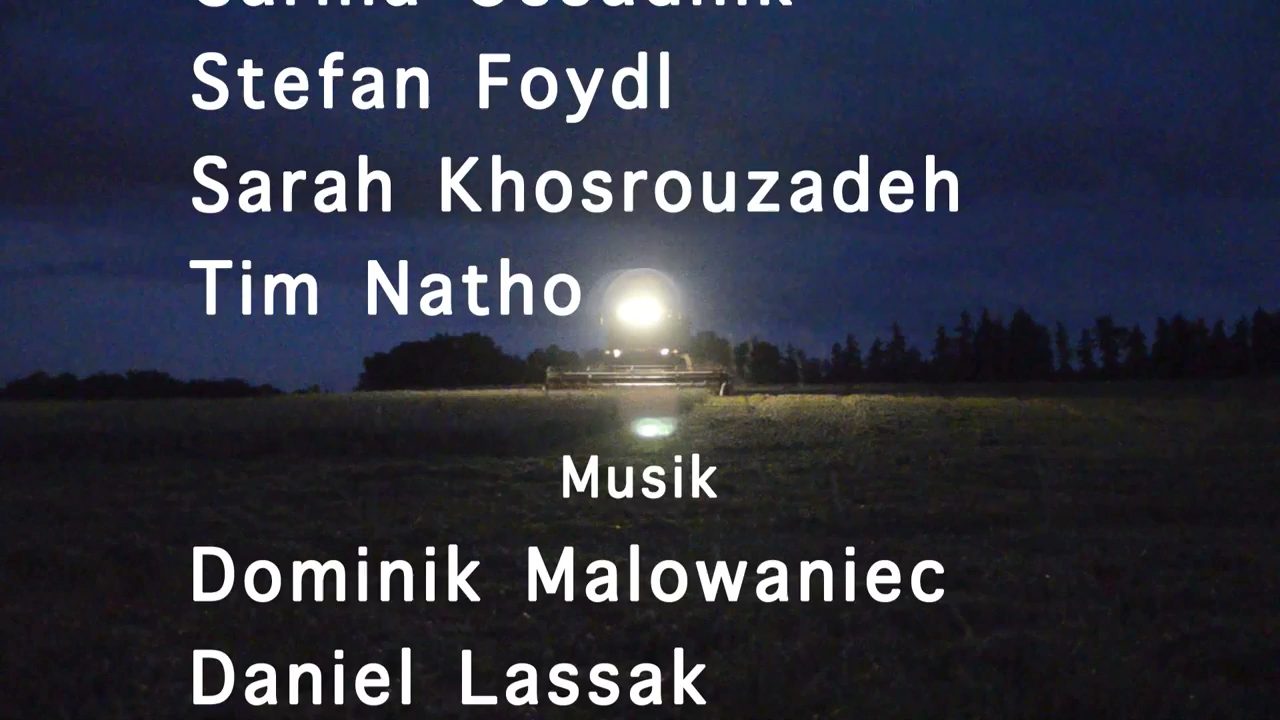 Stefan Foydl
Sarah Khosrouzadeh
Tim Natho
Musik
Dominik Malowaniec
Daniel Lassak